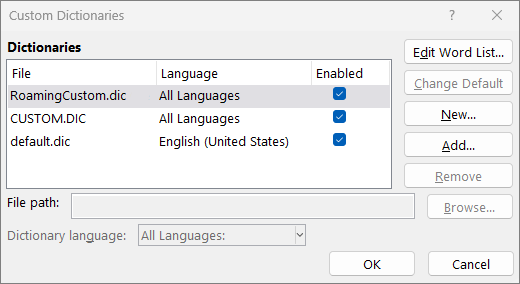 Custom Dictionaries
Dictionaries
File Language Enabled
RoamingCustom.dic All Languages
CUSTOM.DIC All Languages
default.dic English (United States)
Edit Word List...
Change Default
New...
Add...
Remove
File path:
Browse...
Dictionary language: All Languages:
OK Cancel